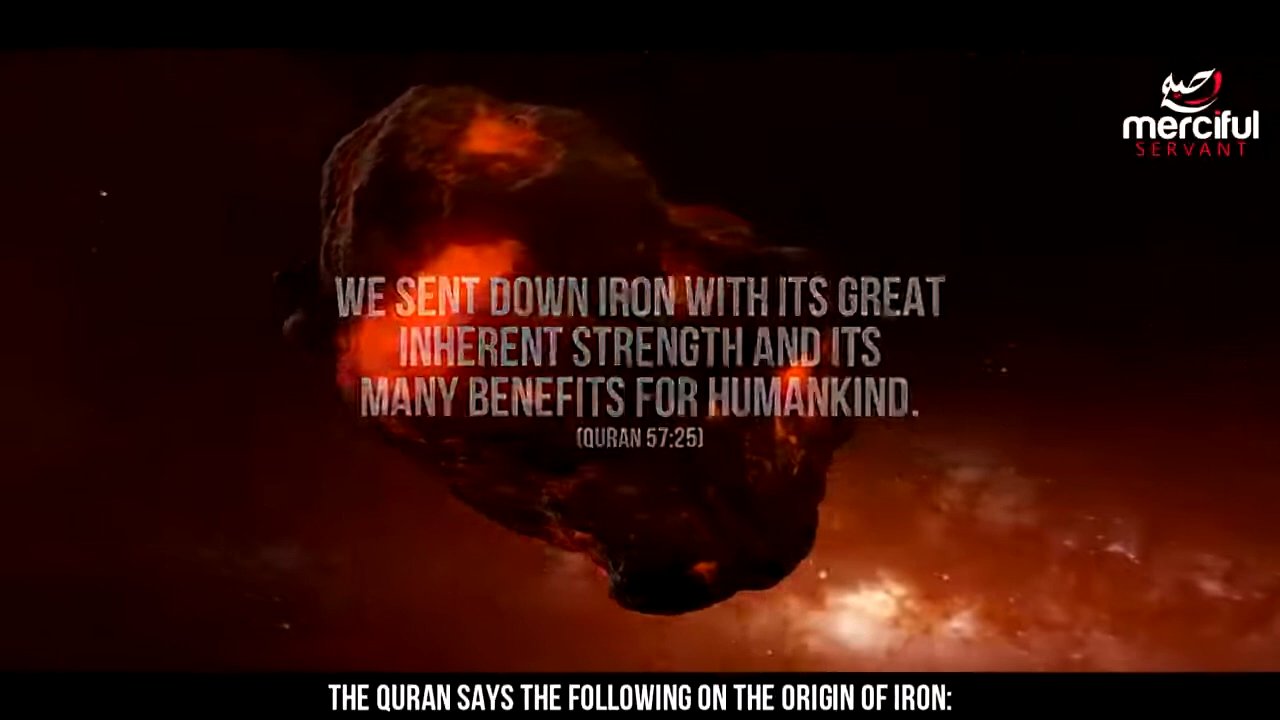 merciful
SERVANT
WE SENT DOWN IRON WITH ITS GREAT
INHERENT STRENGTH AND ITS
MANY BENEFITS FOR HUMANKIND.
(QURAN 57:25)
THE QURAN SAYS THE FOLLOWING ON THE ORIGIN OF IRON: